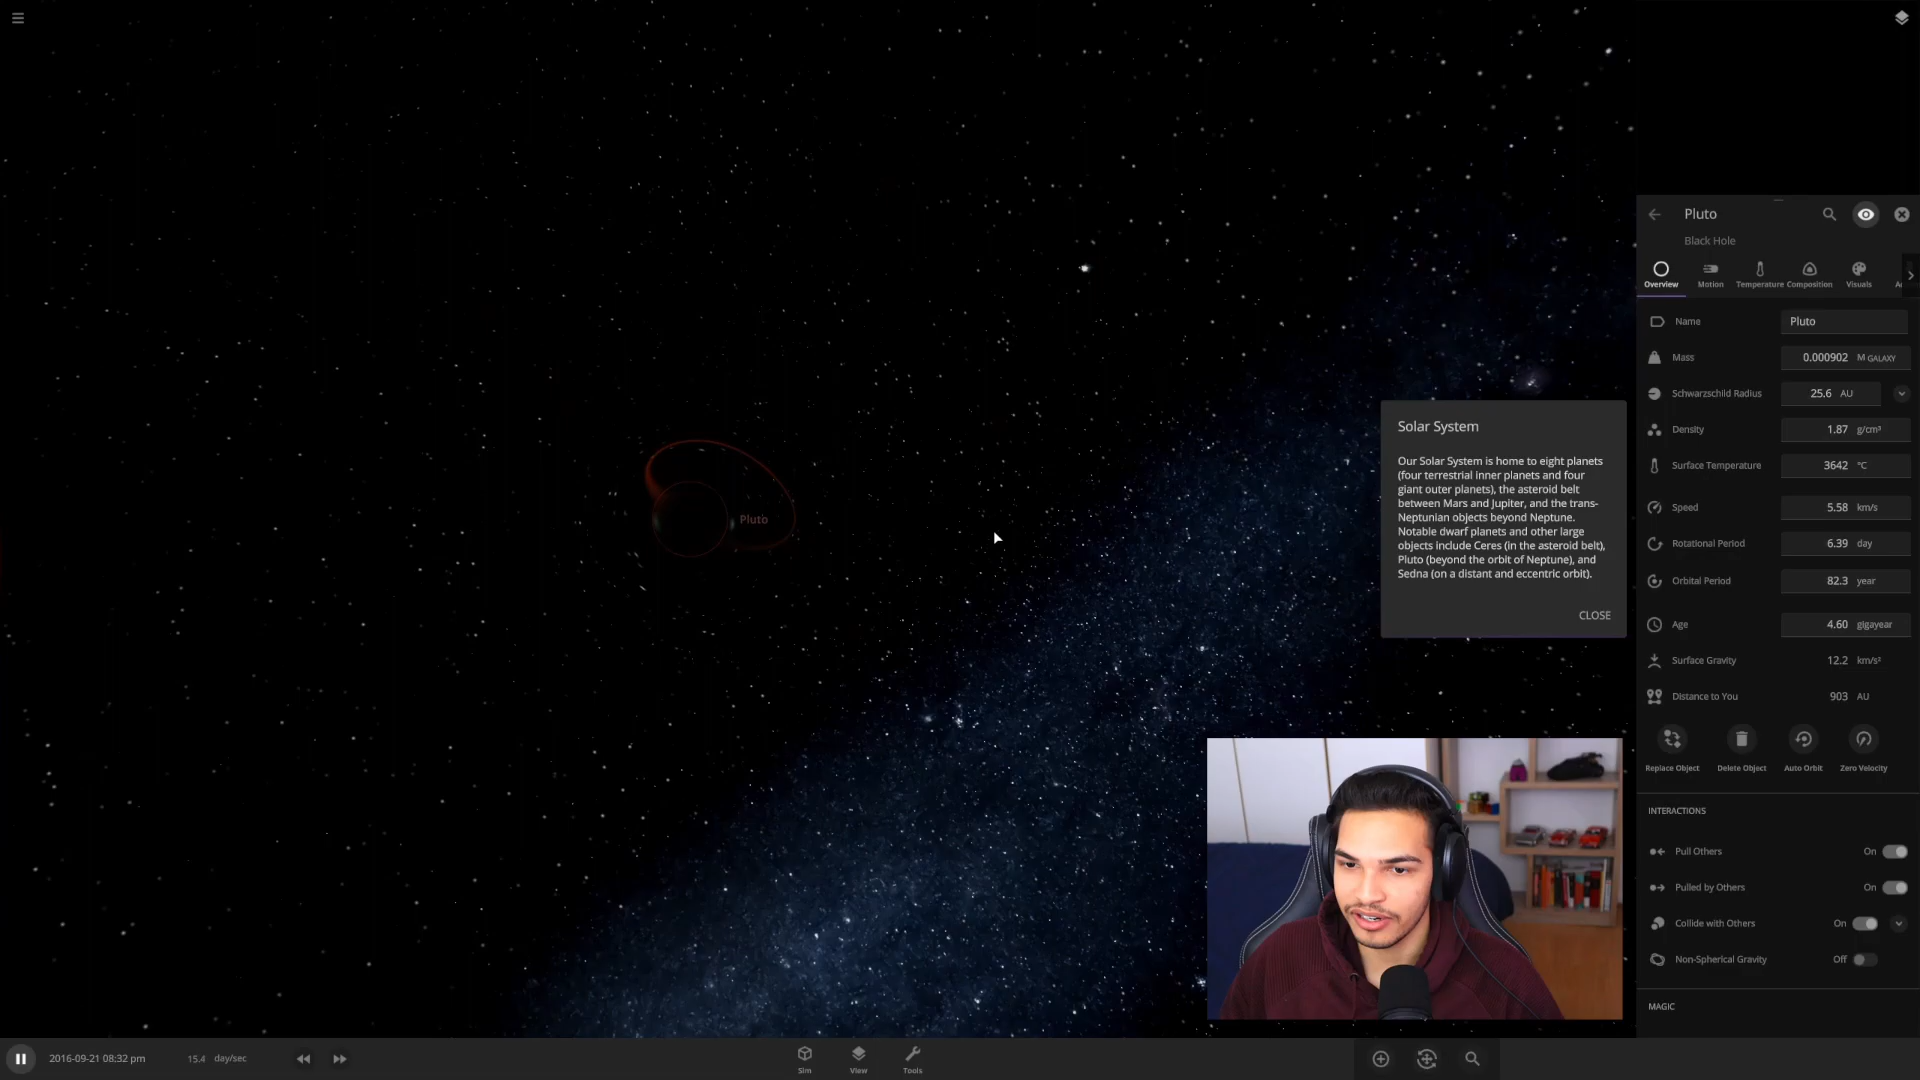 Pluto
Black Hole
Overview
Motion
Temperature
Composition
Visuals
Name
Pluto
Mass
0.000902 M GALAXY
Schwarzschild Radius
25.6 AU
Density
1.87 g/cm³
Surface Temperature
3642 °C
Speed
5.58 km/s
Rotational Period
6.39 day
Orbital Period
82.3 year
Age
4.60 gigayear
Surface Gravity
12.2 km/s²
Distance to You
903 AU
Replace Object
Delete Object
Auto Orbit
Zero Velocity
INTERACTIONS
Pull Others
On
Pulled by Others
On
Collide with Others
On
Non-Spherical Gravity
Off
MAGIC
Solar System
Our Solar System is home to eight planets
(four terrestrial inner planets and four
giant outer planets), the asteroid belt
between Mars and Jupiter, and the trans-
Neptunian objects beyond Neptune.
Notable dwarf planets and other large
objects include Ceres (in the asteroid belt),
Pluto (beyond the orbit of Neptune), and
Sedna (on a distant and eccentric orbit).
CLOSE
Pluto
2016-09-21 08:32 pm
15.4 day/sec
Sim
View
Tools